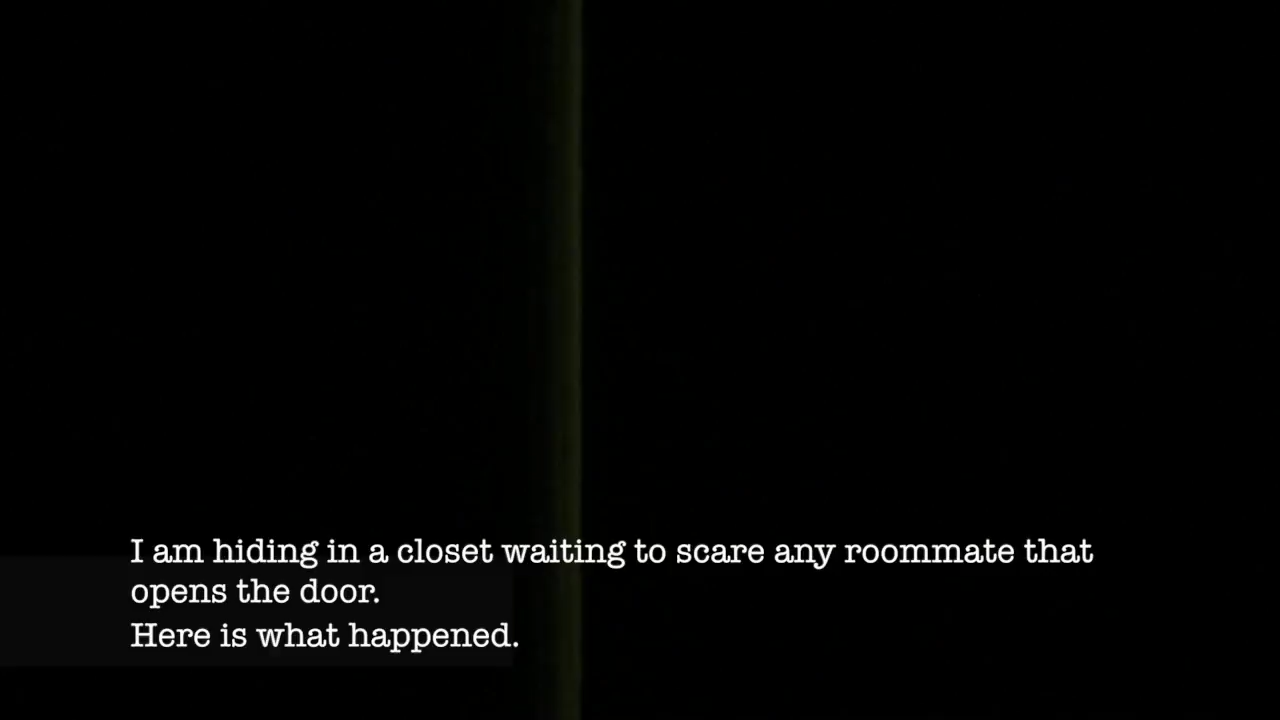 I am hiding in a closet waiting to scare any roommate that
opens the door.
Here is what happened.